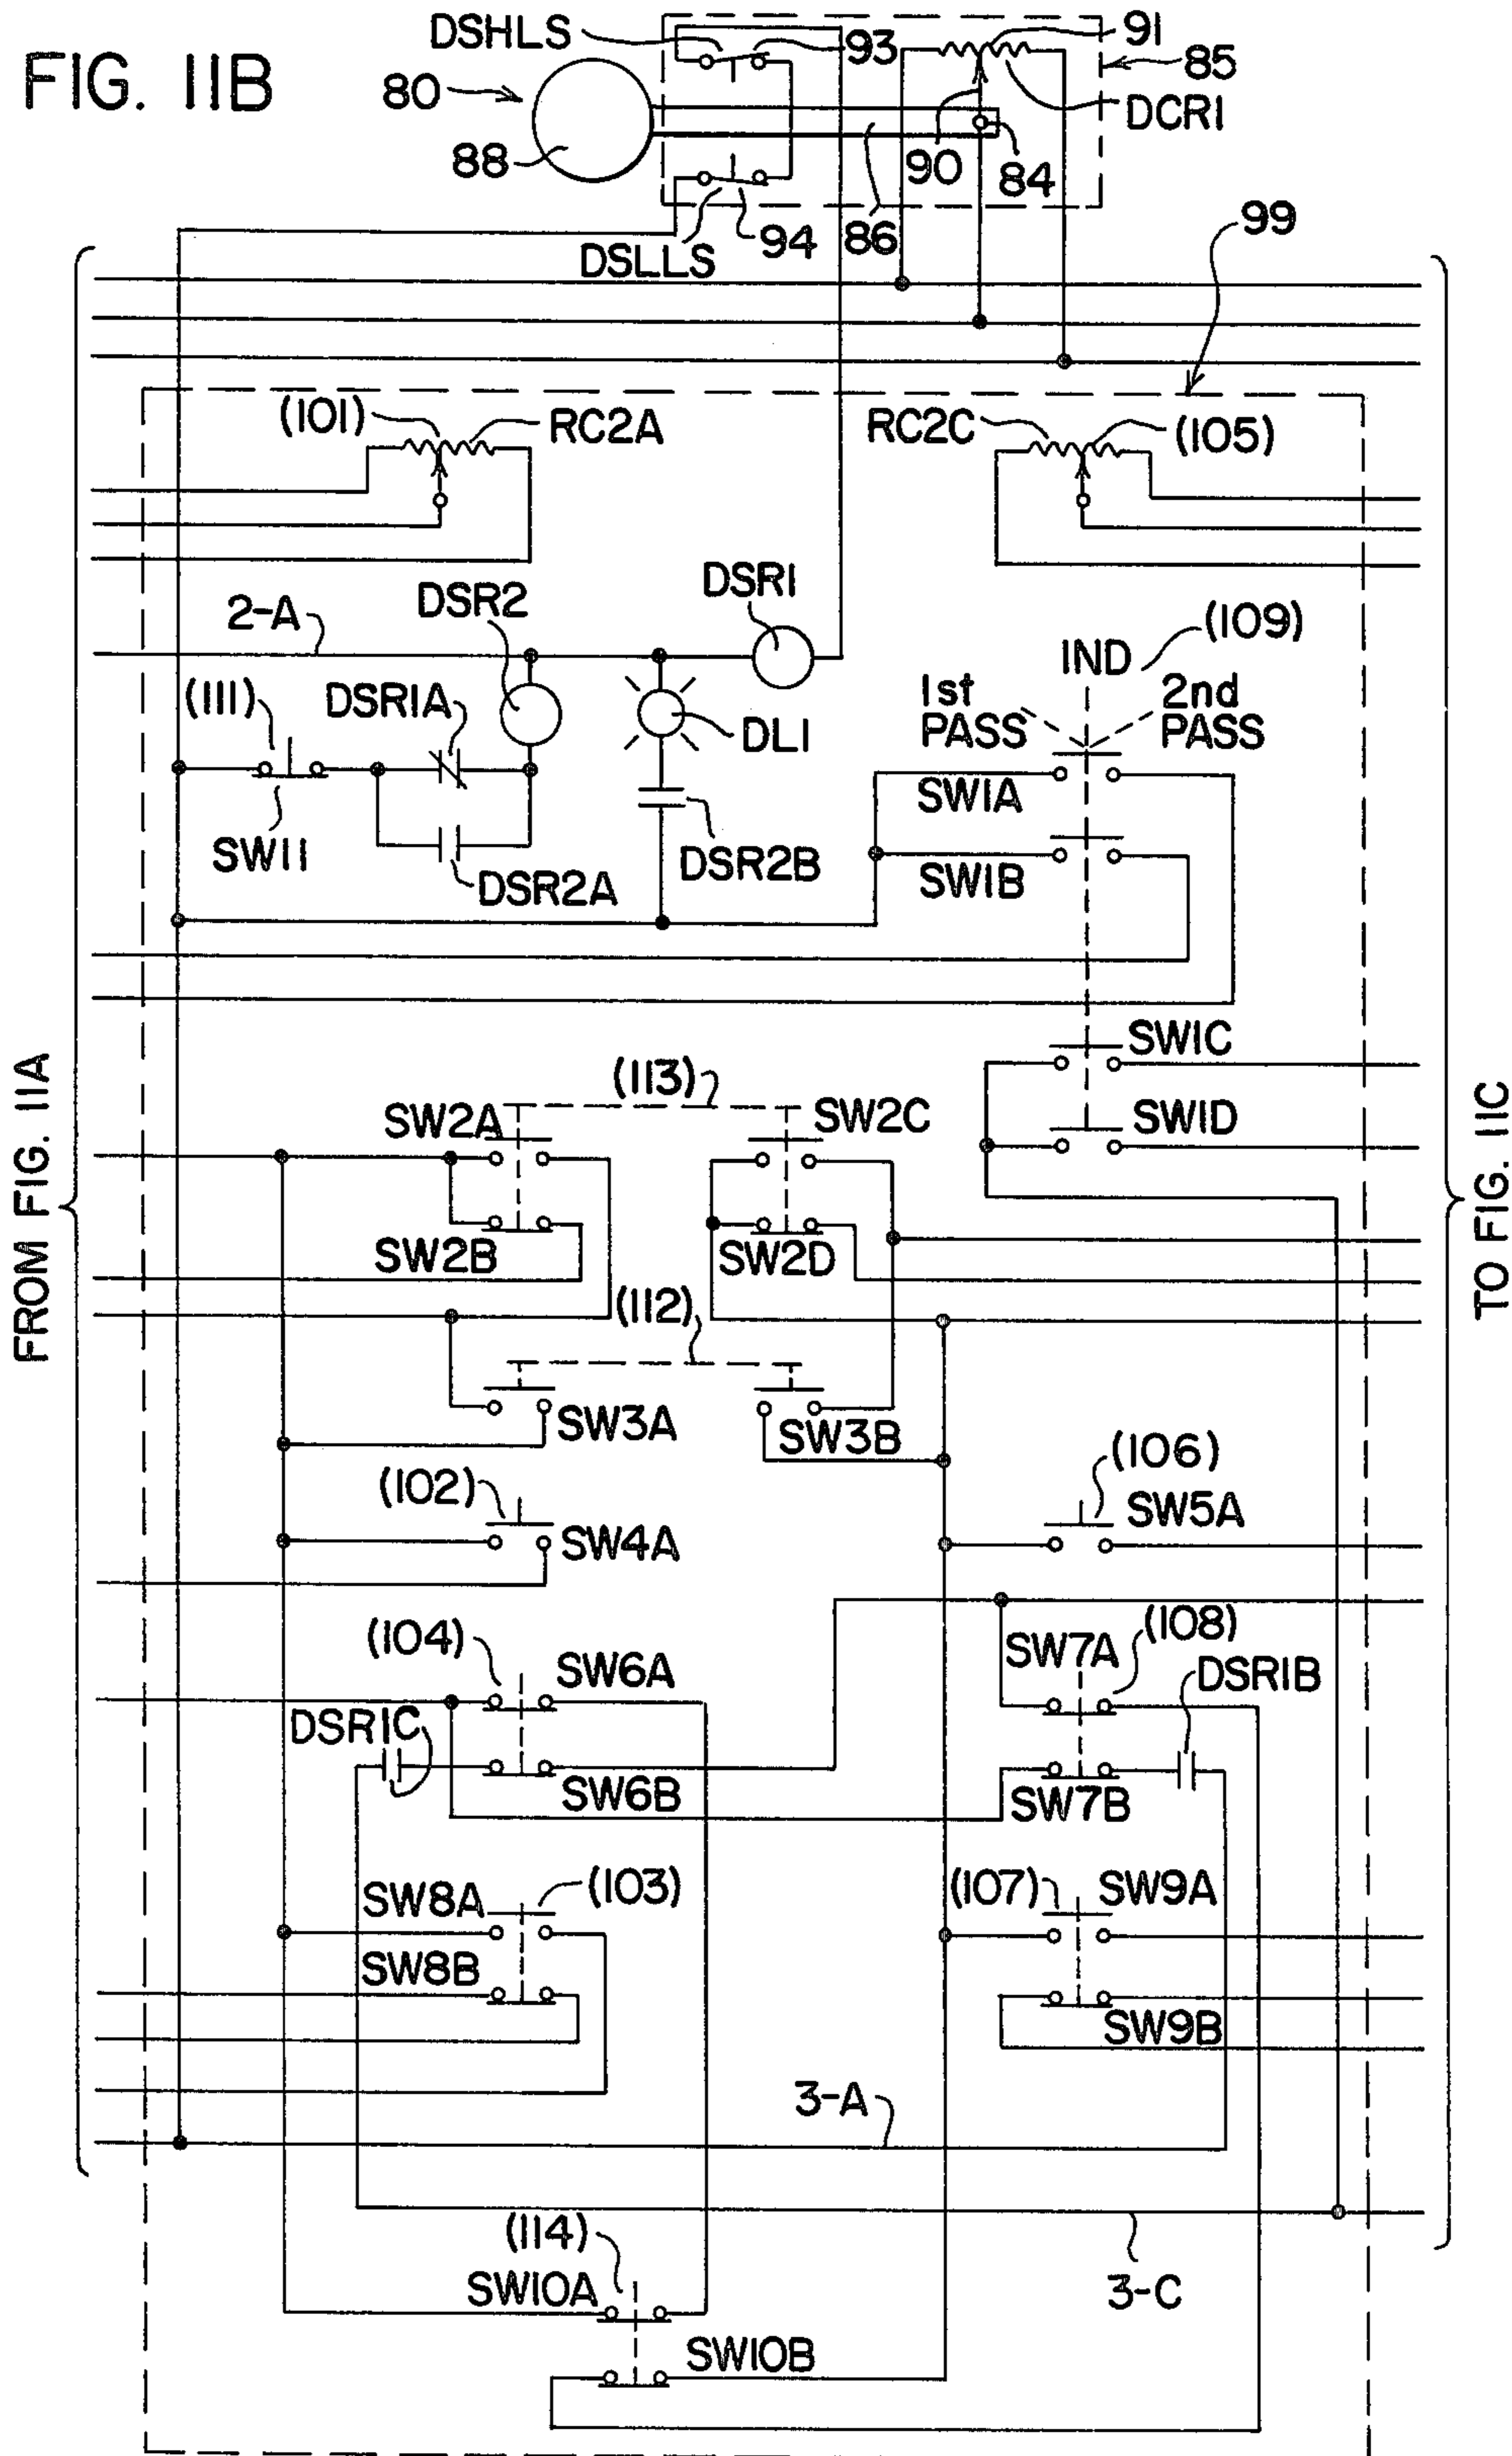 FIG. 11B
DSHLS
93
91
85
80
DCR1
88
90
84
94
86
DSLLS
99
(101)
RC2A
RC2C
(105)
DSR1
DSR2
2-A
(109)
IND
1st
PASS
2nd
PASS
(111)
DSR1A
DL1
SW1A
SW11
DSR2A
DSR2B
SW1B
SW1C
(113)
SW2A
SW2C
SW1D
FROM FIG. 11A
TO FIG. 11C
SW2B
SW2D
(112)
SW3A
SW3B
(106)
(102)
SW5A
SW4A
(104)
SW6A
SW7A
(108)
DSR1B
DSR1C
SW6B
SW7B
SW8A
(103)
(107)
SW9A
SW8B
SW9B
3-A
(114)
SW10A
3-C
SW10B